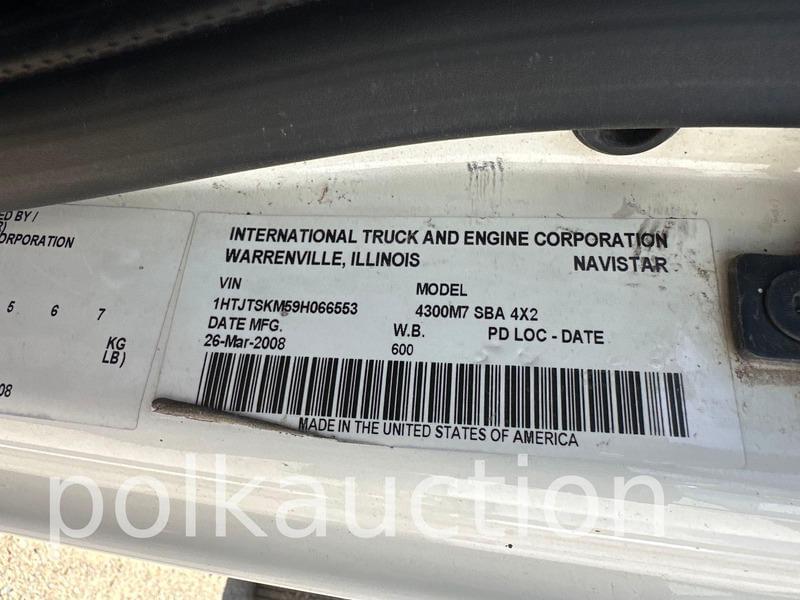 ED BY /
R)
ORPORATION
5 6 7
KG
LB)
08
INTERNATIONAL TRUCK AND ENGINE CORPORATION
WARRENVILLE, ILLINOIS NAVISTAR
VIN MODEL
1HTJTSKM59H066553 4300M7 SBA 4X2
DATE MFG. W.B. PD LOC - DATE
26-Mar-2008 600
MADE IN THE UNITED STATES OF AMERICA
polkauction